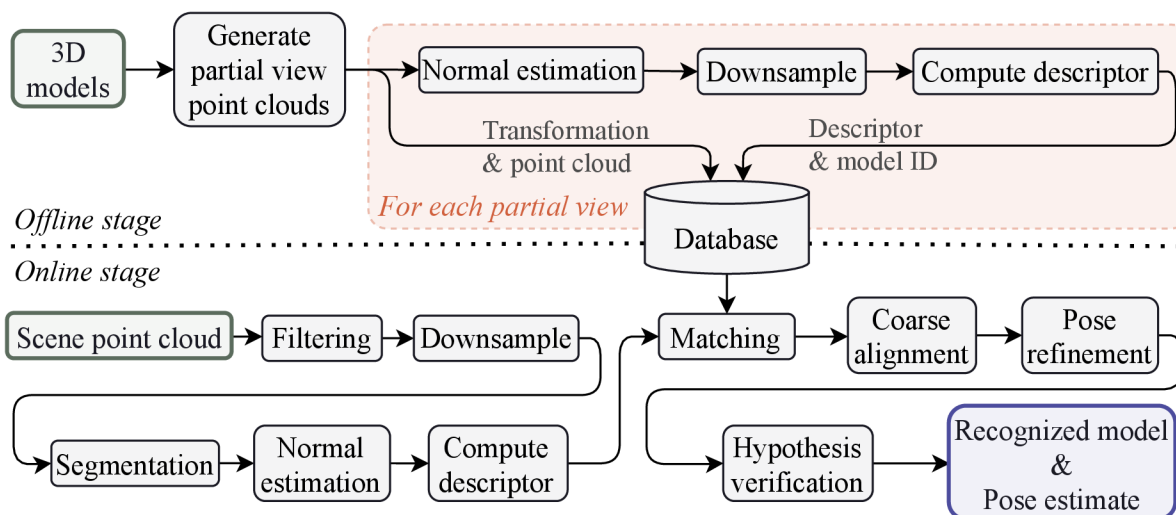 3D
models
Generate
partial view
point clouds
Normal estimation
Downsample
Compute descriptor
Transformation
& point cloud
Descriptor
& model ID
For each partial view
Database
Offline stage
Online stage
Scene point cloud
Filtering
Downsample
Segmentation
Normal
estimation
Compute
descriptor
Matching
Coarse
alignment
Pose
refinement
Hypothesis
verification
Recognized model
&
Pose estimate